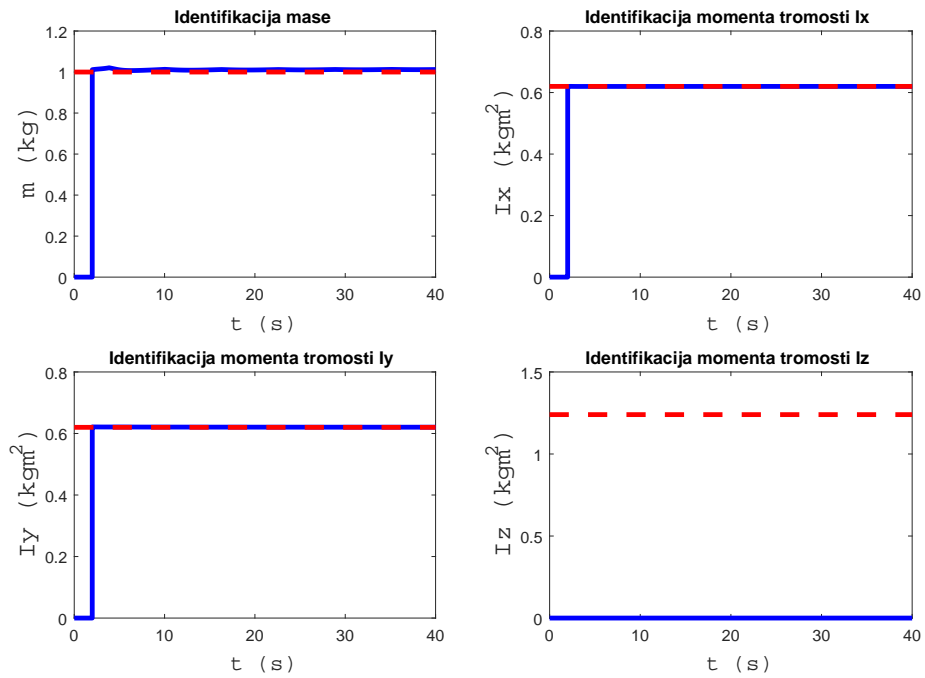 Identifikacija mase
1.2
1
0.8
0.6
0.4
0.2
0
m (kg)
0 10 20 30 40
t (s)
Identifikacija momenta tromosti Ix
0.8
0.6
0.4
0.2
0
Ix (kgm²)
0 10 20 30 40
t (s)
Identifikacija momenta tromosti Iy
0.8
0.6
0.4
0.2
0
Iy (kgm²)
0 10 20 30 40
t (s)
Identifikacija momenta tromosti Iz
1.5
1
0.5
0
Iz (kgm²)
0 10 20 30 40
t (s)